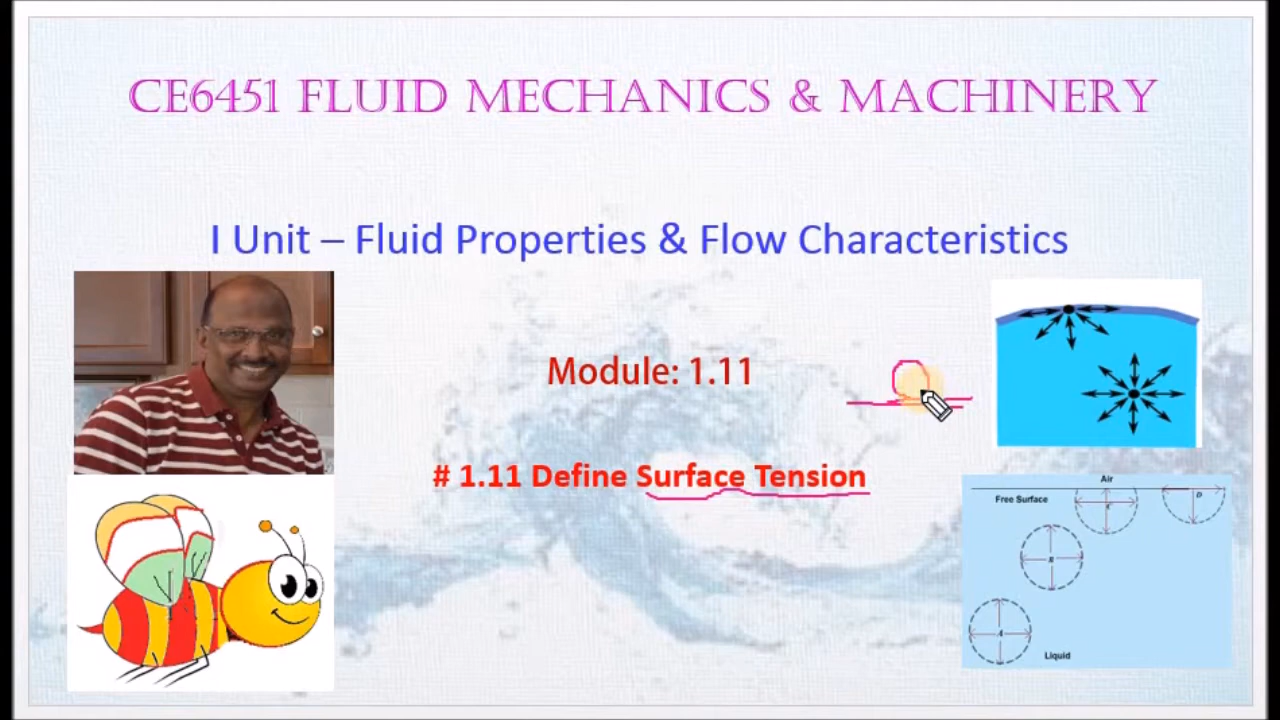 CE6451 FLUID MECHANICS & MACHINERY
I Unit – Fluid Properties & Flow Characteristics
Module: 1.11
# 1.11 Define Surface Tension
Air
Free Surface
C
D
B
A
Liquid